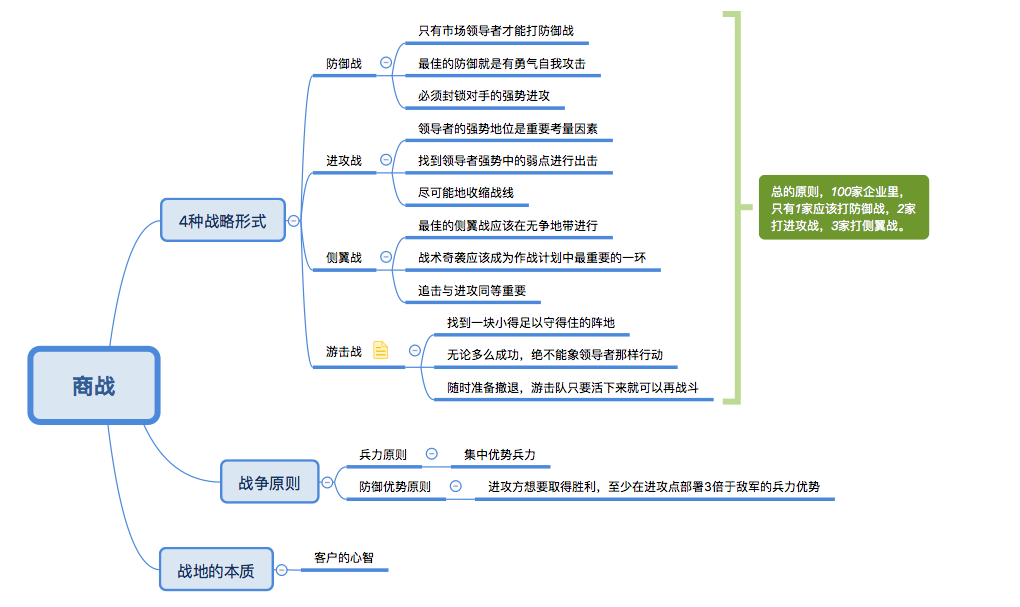 商战
4种战略形式
防御战
只有市场领导者才能打防御战
最佳的防御就是有勇气自我攻击
必须封锁对手的强势进攻
进攻战
领导者的强势地位是重要考量因素
找到领导者强势中的弱点进行出击
尽可能地收缩战线
侧翼战
最佳的侧翼战应该在无争地带进行
战术奇袭应该成为作战计划中最重要的一环
追击与进攻同等重要
游击战
找到一块小得足以守得住的阵地
无论多么成功，绝不能象领导者那样行动
随时准备撤退，游击队只要活下来就可以再战斗
总的原则，100家企业里，
只有1家应该打防御战，2家
打进攻战，3家打侧翼战。
战争原则
兵力原则
集中优势兵力
防御优势原则
进攻方想要取得胜利，至少在进攻点部署3倍于敌军的兵力优势
战地的本质
客户的心智